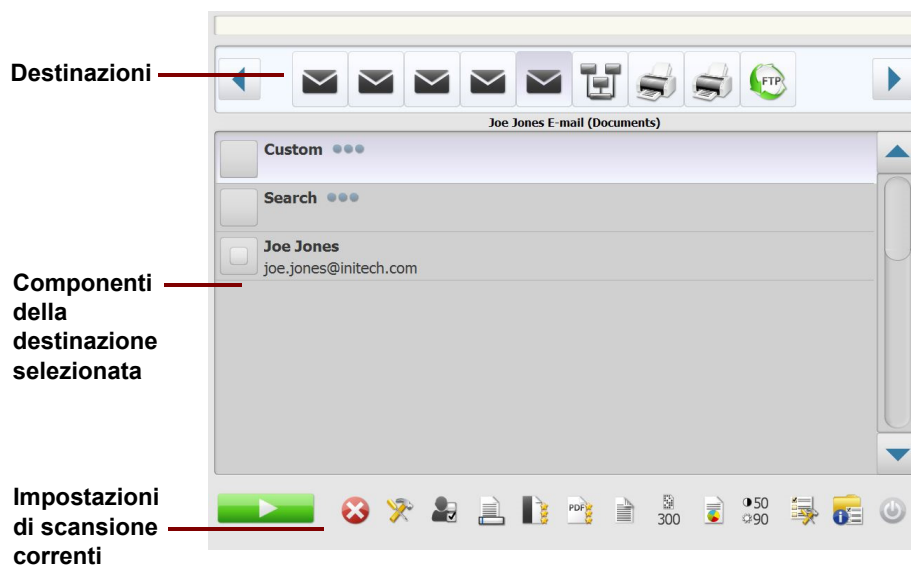 Destinazioni
FTP
Joe Jones E-mail (Documents)
Custom
Search
Joe Jones
joe.jones@initech.com
Componenti
della
destinazione
selezionata
Impostazioni
di scansione
correnti
PDF
300
50
90